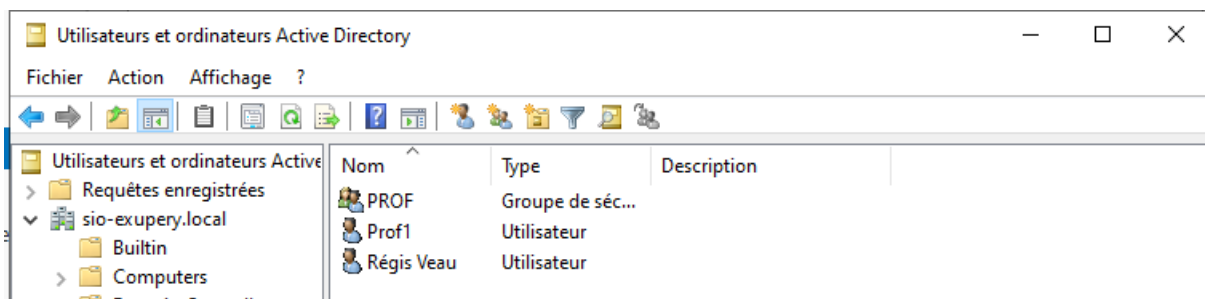 Utilisateurs et ordinateurs Active Directory
Fichier Action Affichage ?
Utilisateurs et ordinateurs Active
Requêtes enregistrées
sio-exupery.local
Builtin
Computers
Nom Type Description
PROF Groupe de séc...
Prof1 Utilisateur
Régis Veau Utilisateur